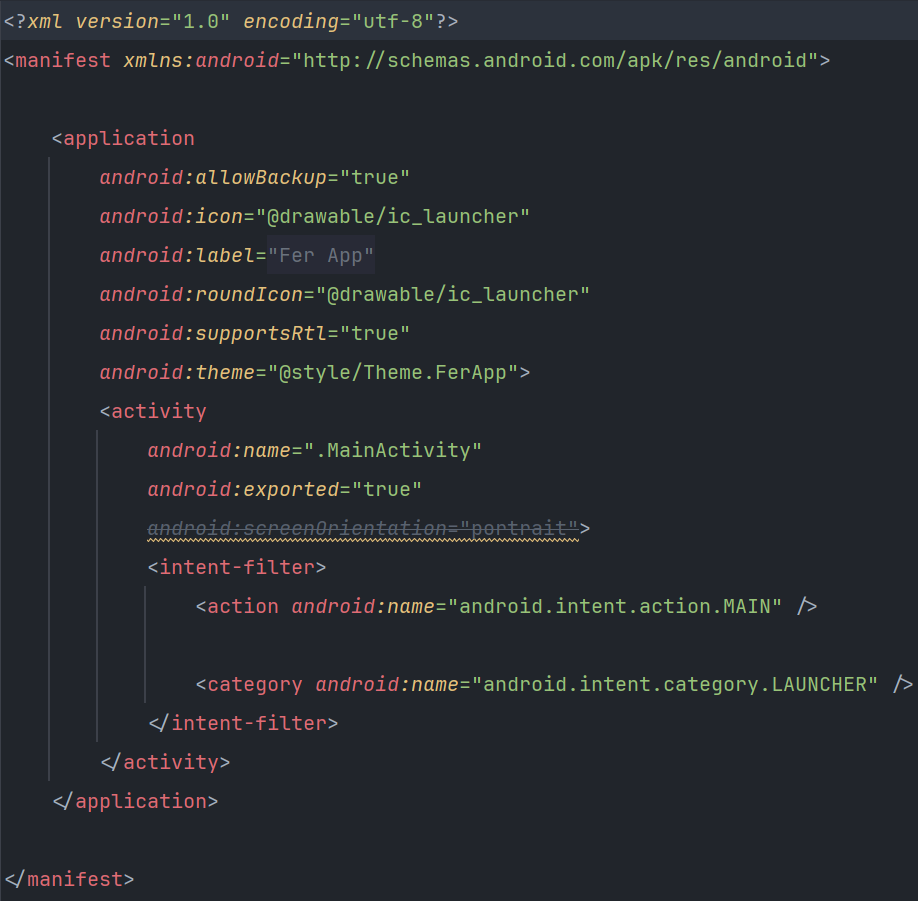 <?xml version="1.0" encoding="utf-8"?>
<manifest xmlns:android="http://schemas.android.com/apk/res/android">
<application
android:allowBackup="true"
android:icon="@drawable/ic_launcher"
android:label="Fer App"
android:roundIcon="@drawable/ic_launcher"
android:supportsRtl="true"
android:theme="@style/Theme.FerApp">
<activity
android:name=".MainActivity"
android:exported="true"
android:screenOrientation="portrait">
<intent-filter>
<action android:name="android.intent.action.MAIN" />
<category android:name="android.intent.category.LAUNCHER" />
</intent-filter>
</activity>
</application>
</manifest>